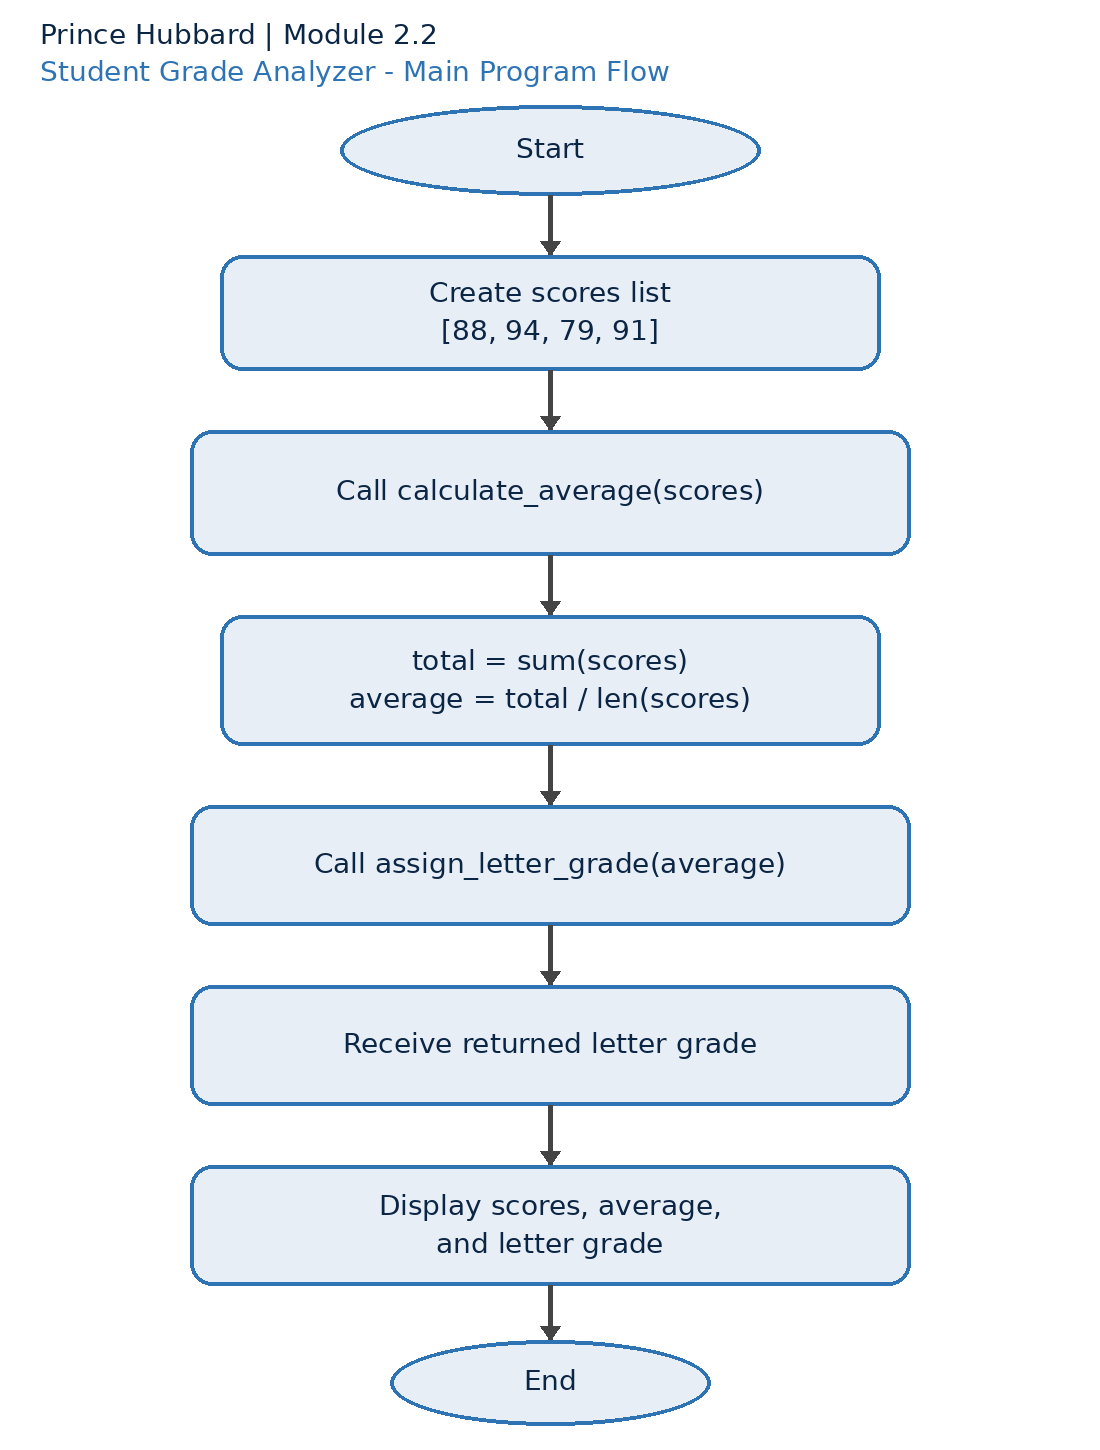 Prince Hubbard | Module 2.2
Student Grade Analyzer - Main Program Flow
Start
Create scores list
[88, 94, 79, 91]
Call calculate_average(scores)
total = sum(scores)
average = total / len(scores)
Call assign_letter_grade(average)
Receive returned letter grade
Display scores, average,
and letter grade
End